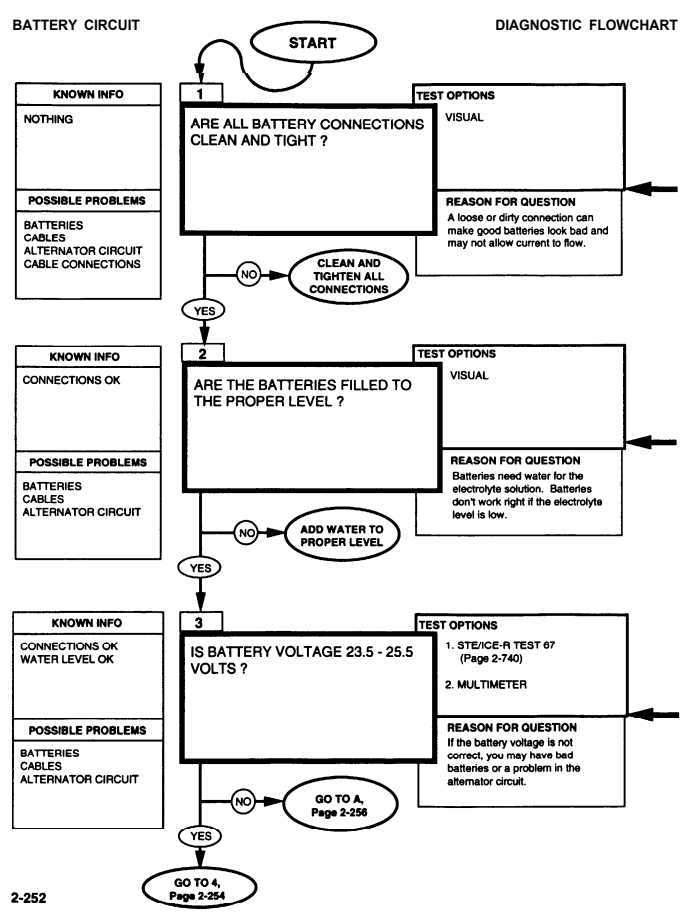 BATTERY CIRCUIT
DIAGNOSTIC FLOWCHART
START
KNOWN INFO
NOTHING
POSSIBLE PROBLEMS
BATTERIES
CABLES
ALTERNATOR CIRCUIT
CABLE CONNECTIONS
1
ARE ALL BATTERY CONNECTIONS
CLEAN AND TIGHT ?
TEST OPTIONS
VISUAL
REASON FOR QUESTION
A loose or dirty connection can
make good batteries look bad and
may not allow current to flow.
NO
CLEAN AND
TIGHTEN ALL
CONNECTIONS
YES
KNOWN INFO
CONNECTIONS OK
POSSIBLE PROBLEMS
BATTERIES
CABLES
ALTERNATOR CIRCUIT
2
ARE THE BATTERIES FILLED TO
THE PROPER LEVEL ?
TEST OPTIONS
VISUAL
REASON FOR QUESTION
Batteries need water for the
electrolyte solution. Batteries
don't work right if the electrolyte
level is low.
NO
ADD WATER TO
PROPER LEVEL
YES
KNOWN INFO
CONNECTIONS OK
WATER LEVEL OK
POSSIBLE PROBLEMS
BATTERIES
CABLES
ALTERNATOR CIRCUIT
3
IS BATTERY VOLTAGE 23.5 - 25.5
VOLTS ?
TEST OPTIONS
1. STE/ICE-R TEST 67
(Page 2-740)
2. MULTIMETER
REASON FOR QUESTION
If the battery voltage is not
correct, you may have bad
batteries or a problem in the
alternator circuit.
NO
GO TO A,
Page 2-256
YES
GO TO 4,
Page 2-254
2-252